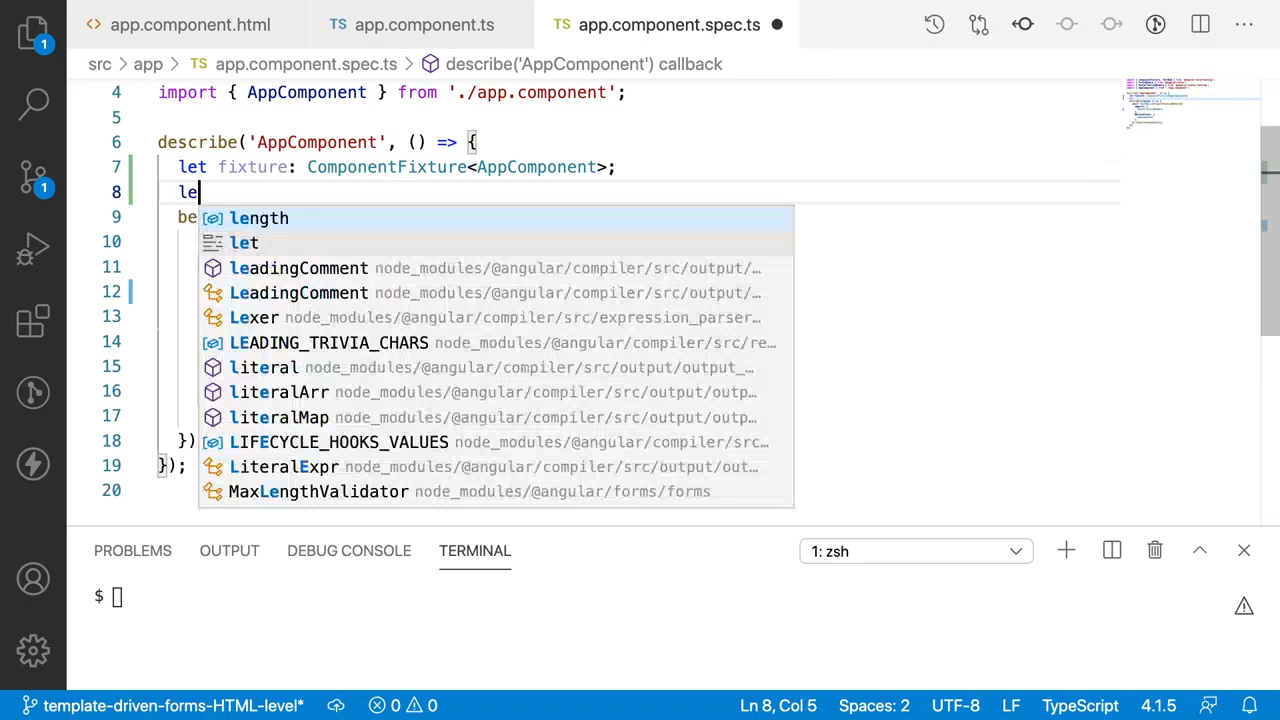 app.component.html
TS app.component.ts
TS app.component.spec.ts
1
src > app > TS app.component.spec.ts > describe('AppComponent') callback
4 import { AppComponent } from './app.component';
5
6 describe('AppComponent', () => {
7 let fixture: ComponentFixture<AppComponent>;
8 le
9 be
length
10 let
11 leadingComment node_modules/@angular/compiler/src/output/…
12 LeadingComment node_modules/@angular/compiler/src/output/…
13 Lexer node_modules/@angular/compiler/src/expression_parser…
14 LEADING_TRIVIA_CHARS node_modules/@angular/compiler/src/re…
15 literal node_modules/@angular/compiler/src/output/output_…
16 literalArr node_modules/@angular/compiler/src/output/outp…
17 literalMap node_modules/@angular/compiler/src/output/outp…
18 }) LIFECYCLE_HOOKS_VALUES node_modules/@angular/compiler/src…
19 }); LiteralExpr node_modules/@angular/compiler/src/output/out…
20 MaxLengthValidator node_modules/@angular/forms/forms
1
PROBLEMS OUTPUT DEBUG CONSOLE TERMINAL 1: zsh
$
template-driven-forms-HTML-level* 0 0 Ln 8, Col 5 Spaces: 2 UTF-8 LF TypeScript 4.1.5